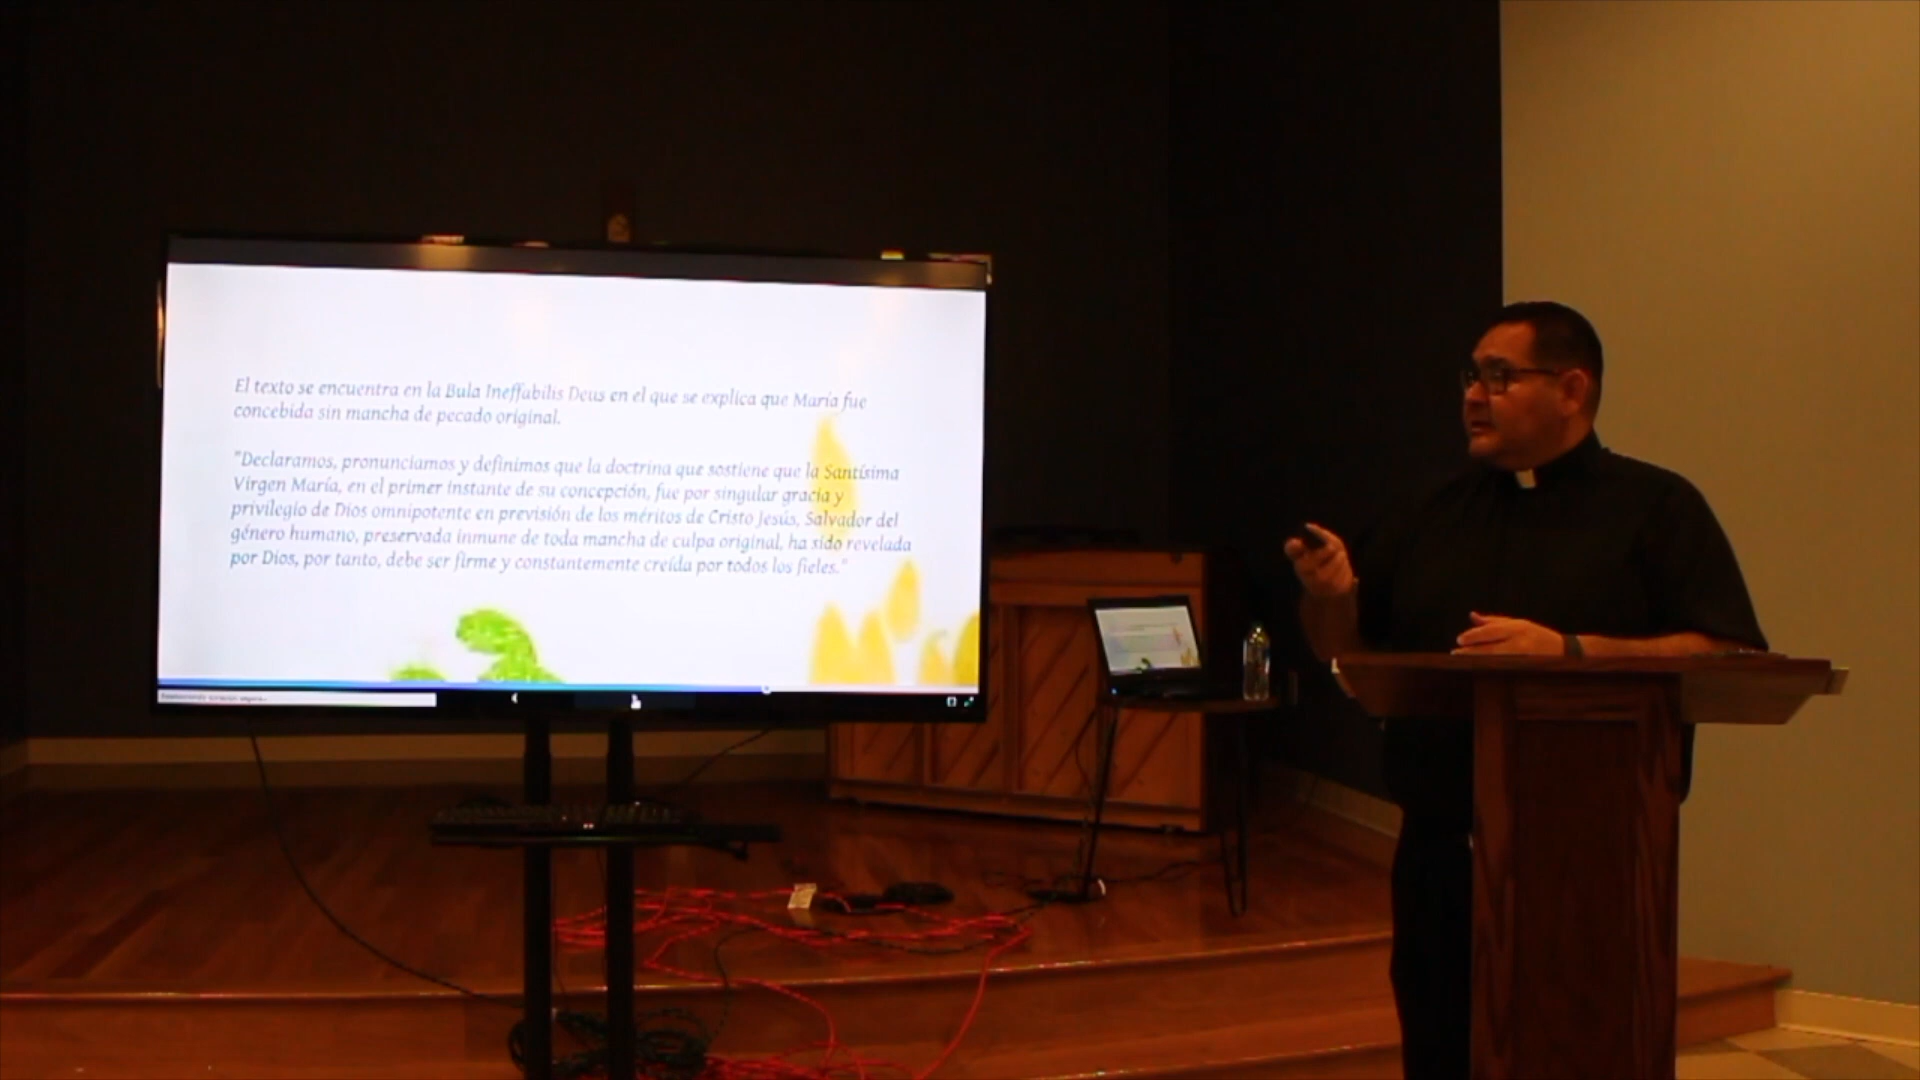 El texto se encuentra en la Bula Ineffabilis Deus en el que se explica que María fue
concebida sin mancha de pecado original.
"Declaramos, pronunciamos y definimos que la doctrina que sostiene que la Santísima
Virgen María, en el primer instante de su concepción, fue por singular gracia y
privilegio de Dios omnipotente en previsión de los méritos de Cristo Jesús, Salvador del
género humano, preservada inmune de toda mancha de culpa original, ha sido revelada
por Dios, por tanto, debe ser firme y constantemente creída por todos los fieles."